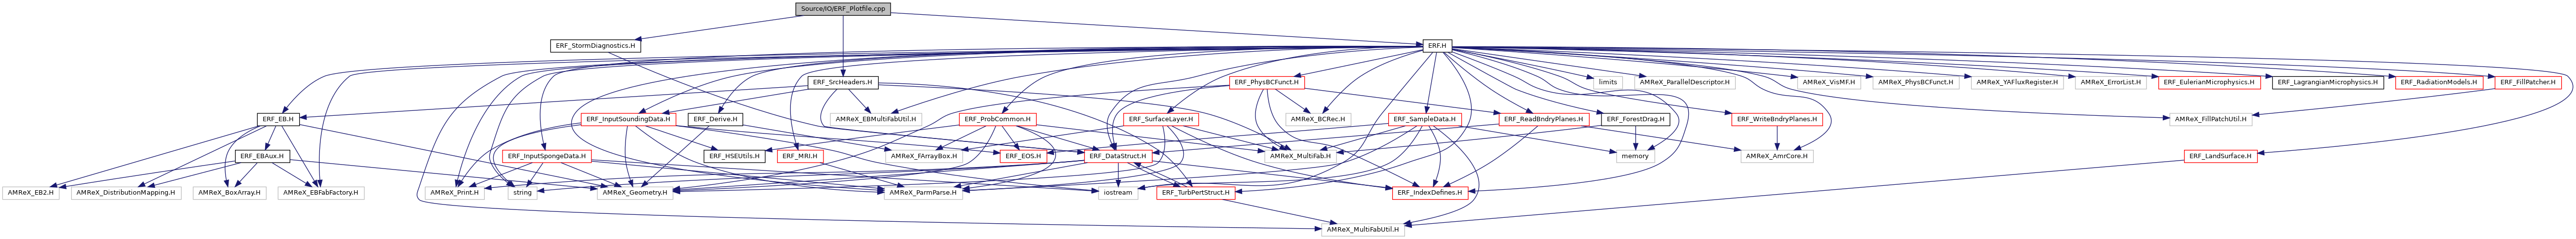 Source/IO/ERF_Plotfile.cpp
ERF_StormDiagnostics.H
ERF.H
ERF_SrcHeaders.H
ERF_PhysBCFunct.H
limits
AMReX_ParallelDescriptor.H
AMReX_VisMF.H
AMReX_PhysBCFunct.H
AMReX_YAFluxRegister.H
AMReX_ErrorList.H
ERF_EulerianMicrophysics.H
ERF_LagrangianMicrophysics.H
ERF_RadiationModels.H
ERF_FillPatcher.H
ERF_EB.H
ERF_InputSoundingData.H
ERF_Derive.H
AMReX_EBMultiFabUtil.H
ERF_ProbCommon.H
ERF_SurfaceLayer.H
AMReX_BCRec.H
ERF_SampleData.H
ERF_ReadBndryPlanes.H
ERF_ForestDrag.H
ERF_WriteBndryPlanes.H
AMReX_FillPatchUtil.H
ERF_EBAux.H
ERF_InputSpongeData.H
ERF_HSEUtils.H
ERF_MRI.H
AMReX_FArrayBox.H
ERF_EOS.H
ERF_DataStruct.H
AMReX_MultiFab.H
memory
AMReX_AmrCore.H
ERF_LandSurface.H
AMReX_EB2.H
AMReX_DistributionMapping.H
AMReX_BoxArray.H
AMReX_EBFabFactory.H
AMReX_Print.H
string
AMReX_Geometry.H
AMReX_ParmParse.H
iostream
ERF_TurbPertStruct.H
ERF_IndexDefines.H
AMReX_MultiFabUtil.H